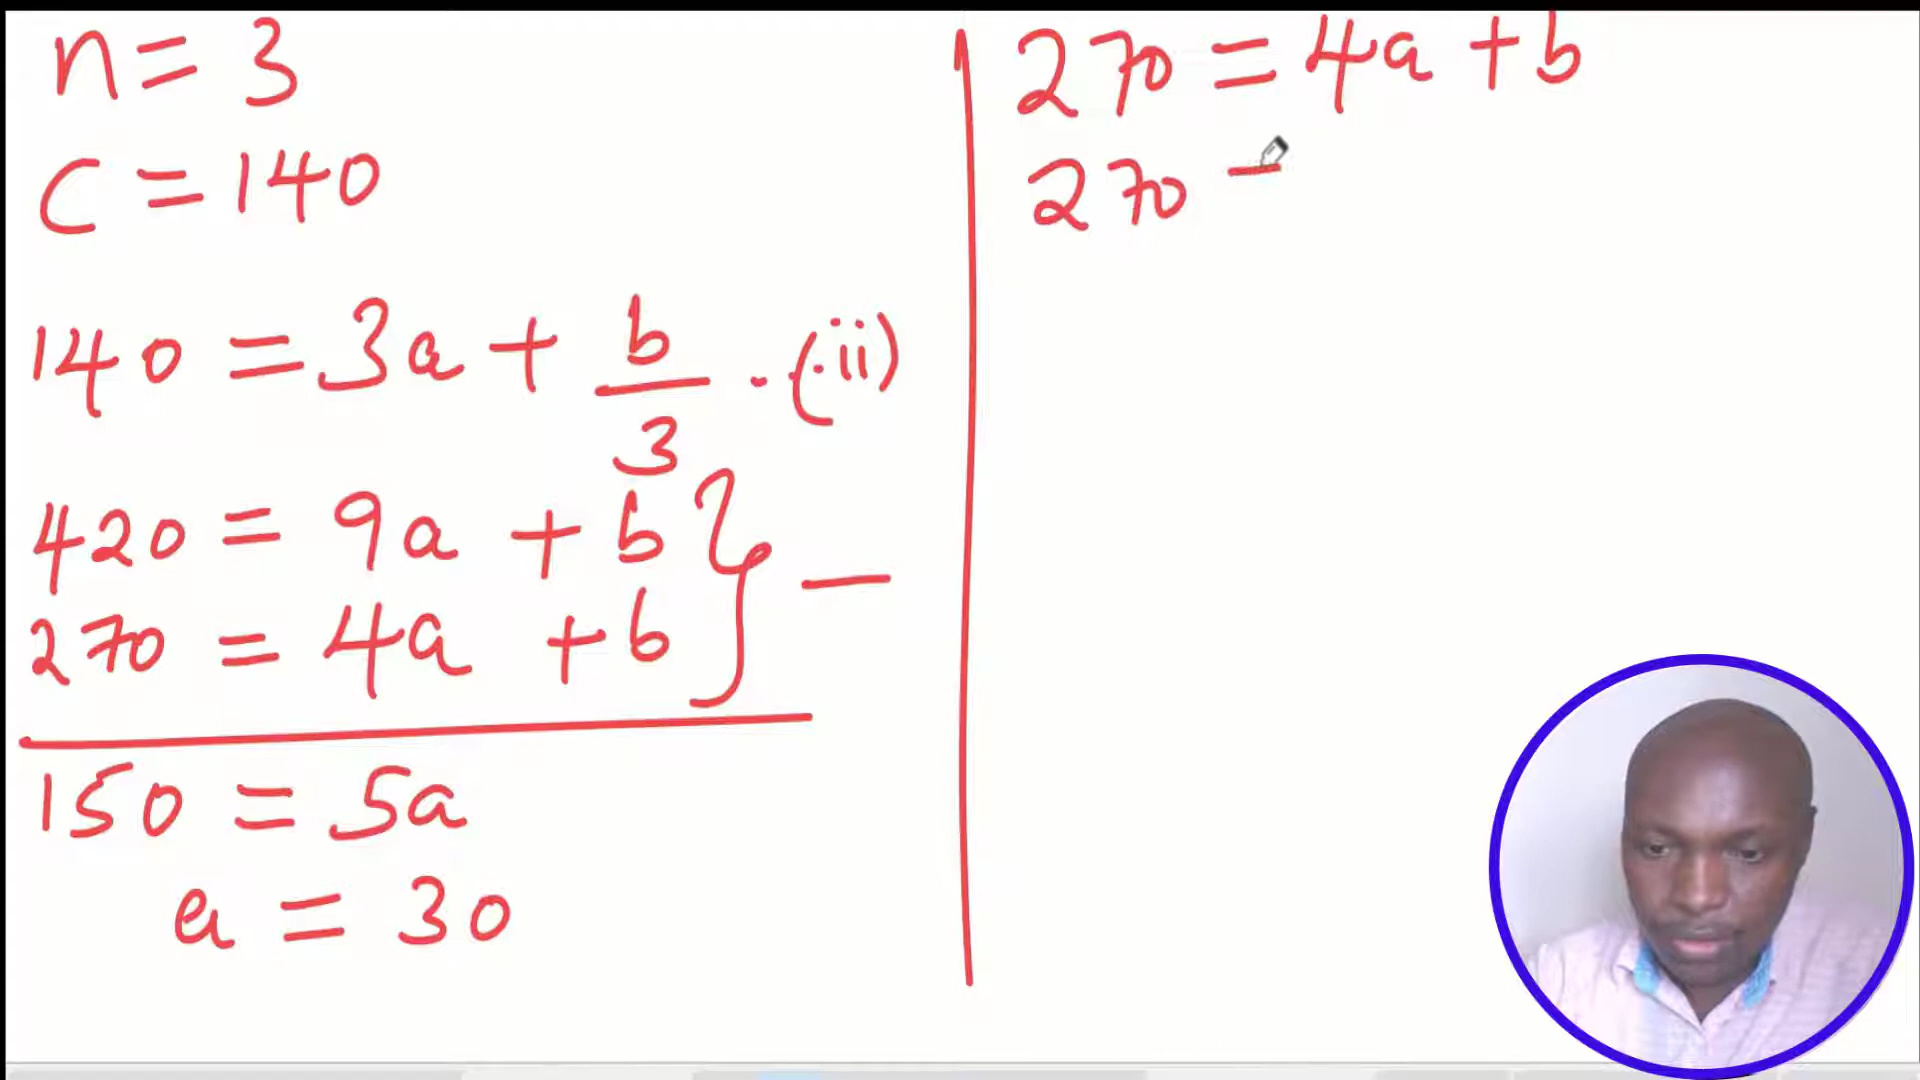 n = 3
c = 140
140 = 3a + b/3 . . (ii)
420 = 9a + b } —
270 = 4a + b
150 = 5a
a = 30
270 = 4a + b
270 –